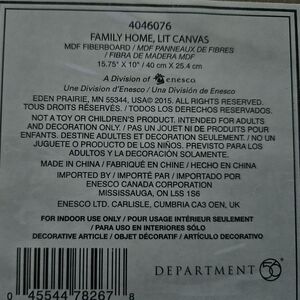 4046076
FAMILY HOME, LIT CANVAS
MDF FIBERBOARD / MDF PANNEAUX DE FIBRES
/ FIBRA DE MADERA MDF
15.75" X 10" / 40 cm X 25.4 cm
A Division of enesco
Une Division d'Enesco / Una División de Enesco
EDEN PRAIRIE, MN 55344, USA© 2015. ALL RIGHTS RESERVED.
TOUS DROITS RÉSERVÉS. / TODOS LOS DERECHOS RESERVADOS.
NOT A TOY OR CHILDREN'S PRODUCT. INTENDED FOR ADULTS
AND DECORATION ONLY. / PAS UN JOUET NI DE PRODUITS POUR
ENFANTS. DESTINE ADULTES ET DECORATION SEULEMENT. / NO UN
JUGUETE O PRODUCTO DE LOS NIÑOS. PREVISTO PARA LOS
ADULTOS Y LA DECORACIÓN SOLAMENTE.
MADE IN CHINA / FABRIQUÉ EN CHINE / HECHO EN CHINA
IMPORTED BY / IMPORTÉ PAR / IMPORTADO POR
ENESCO CANADA CORPORATION
MISSISSAUGA, ON L5S 1S6
ENESCO LTD. CARLISLE, CUMBRIA CA3 OEN, UK
FOR INDOOR USE ONLY / POUR USAGE INTÉRIEUR SEULEMENT
/ PARA USO EN INTERIORES SÓLO
DECORATIVE ARTICLE / OBJET DÉCORATIF / ARTÍCULO DECORATIVO
0 45544 78267 8
DEPARTMENT 56